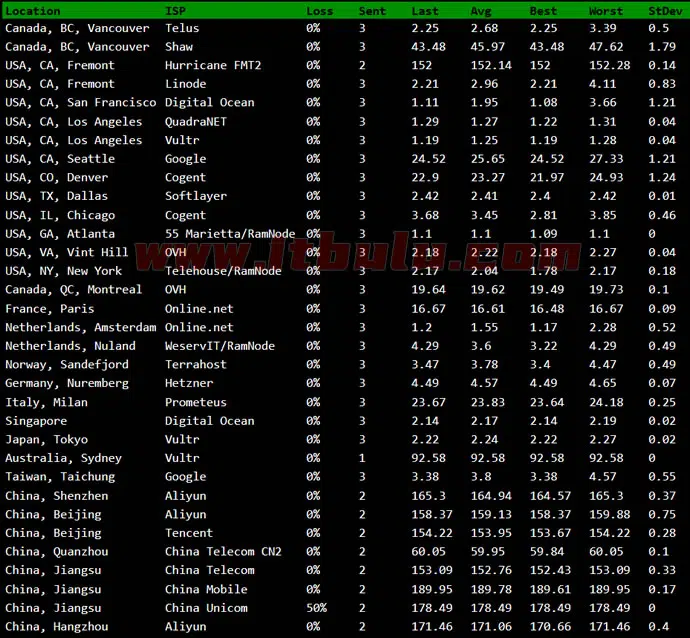 Location ISP Loss Sent Last Avg Best Worst StDev
Canada, BC, Vancouver Telus 0% 3 2.25 2.68 2.25 3.39 0.5
Canada, BC, Vancouver Shaw 0% 3 43.48 45.97 43.48 47.62 1.79
USA, CA, Fremont Hurricane FMT2 0% 3 152 152.14 152 152.28 0.14
USA, CA, Fremont Linode 0% 3 2.21 2.96 2.21 4.11 0.83
USA, CA, San Francisco Digital Ocean 0% 3 1.11 1.95 1.08 3.66 1.21
USA, CA, Los Angeles QuadraNET 0% 3 1.29 1.27 1.22 1.31 0.04
USA, CA, Los Angeles Vultr 0% 3 1.19 1.25 1.19 1.28 0.04
USA, CA, Seattle Google 0% 3 24.52 25.65 24.52 27.33 1.21
USA, CO, Denver Cogent 0% 3 22.9 23.27 21.97 24.93 1.24
USA, TX, Dallas Softlayer 0% 3 2.42 2.41 2.4 2.42 0.01
USA, IL, Chicago Cogent 0% 3 3.68 3.45 2.81 3.85 0.46
USA, GA, Atlanta 55 Marietta/RamNode 0% 3 1.1 1.1 1.09 1.1 0
www.itbulu.com
USA, VA, Vint Hill OVH 0% 3 2.18 2.22 2.18 2.27 0.04
USA, NY, New York Telehouse/RamNode 0% 3 2.17 2.04 1.78 2.17 0.18
Canada, QC, Montreal OVH 0% 3 19.64 19.62 19.49 19.73 0.1
France, Paris Online.net 0% 3 16.67 16.61 16.48 16.67 0.09
Netherlands, Amsterdam Online.net 0% 3 1.2 1.55 1.17 2.28 0.52
Netherlands, Nuland WeservIT/RamNode 0% 3 4.29 3.6 3.22 4.29 0.49
Norway, Sandefjord Terrahost 0% 3 3.47 3.78 3.4 4.47 0.49
Germany, Nuremberg Hetzner 0% 3 4.49 4.57 4.49 4.65 0.07
Italy, Milan Prometeus 0% 3 23.67 23.83 23.64 24.18 0.25
Singapore Digital Ocean 0% 3 2.14 2.17 2.14 2.19 0.02
Japan, Tokyo Vultr 0% 3 2.22 2.24 2.22 2.27 0.02
Australia, Sydney Vultr 0% 1 92.58 92.58 92.58 92.58 0
Taiwan, Taichung Google 0% 3 3.38 3.8 3.38 4.57 0.55
China, Shenzhen Aliyun 0% 2 165.3 164.94 164.57 165.3 0.37
China, Beijing Aliyun 0% 2 158.37 159.13 158.37 159.88 0.75
China, Beijing Tencent 0% 2 154.22 153.95 153.67 154.22 0.28
China, Quanzhou China Telecom CN2 0% 2 60.05 59.95 59.84 60.05 0.1
China, Jiangsu China Telecom 0% 2 153.09 152.76 152.43 153.09 0.33
China, Jiangsu China Mobile 0% 2 189.95 189.78 189.61 189.95 0.17
China, Jiangsu China Unicom 50% 2 178.49 178.49 178.49 178.49 0
China, Hangzhou Aliyun 0% 2 171.46 171.06 170.66 171.46 0.4